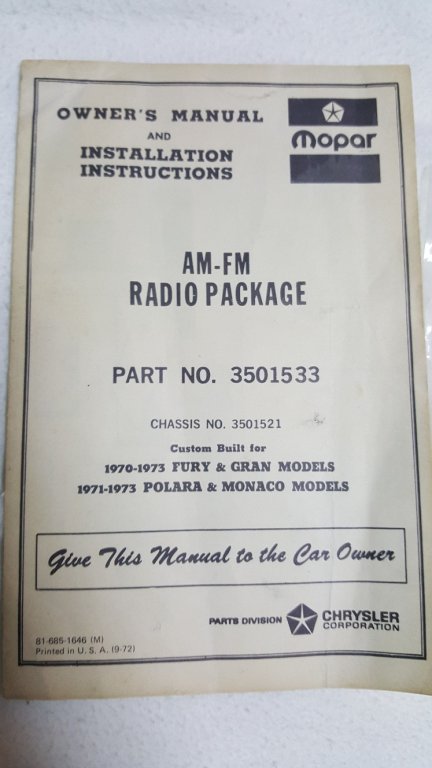 OWNER'S MANUAL
AND
INSTALLATION
INSTRUCTIONS
Mopar
AM-FM
RADIO PACKAGE
PART NO. 3501533
CHASSIS NO. 3501521
Custom Built for
1970-1973 FURY & GRAN MODELS
1971-1973 POLARA & MONACO MODELS
Give This Manual to the Car Owner
PARTS DIVISION CHRYSLER
CORPORATION
81-685-1646 (M)
Printed in U. S. A. (9-72)